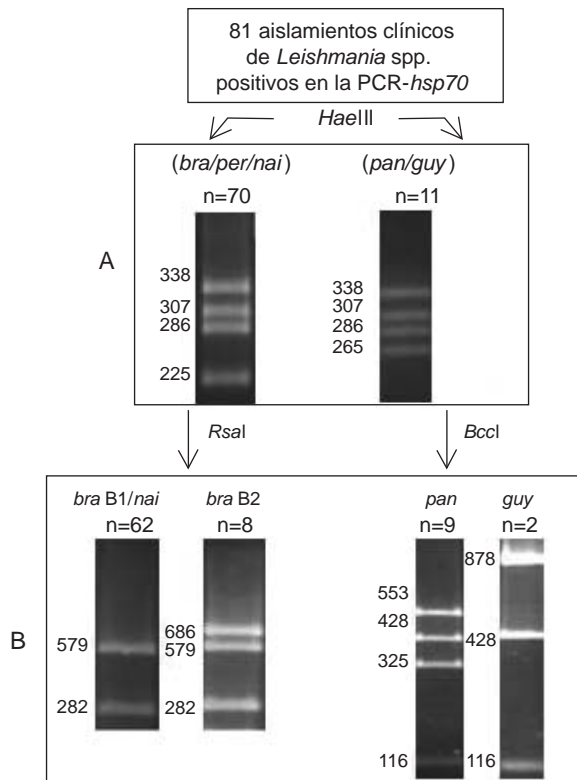 81 aislamientos clínicos
de Leishmania spp.
positivos en la PCR-hsp70
HaeIII
(bra/per/nai)
n=70
(pan/guy)
n=11
A
338
307
286
225
338
307
286
265
RsaI
BccI
bra B1/nai
n=62
bra B2
n=8
pan
n=9
guy
n=2
B
579
282
686
579
282
553
428
325
116
878
428
116